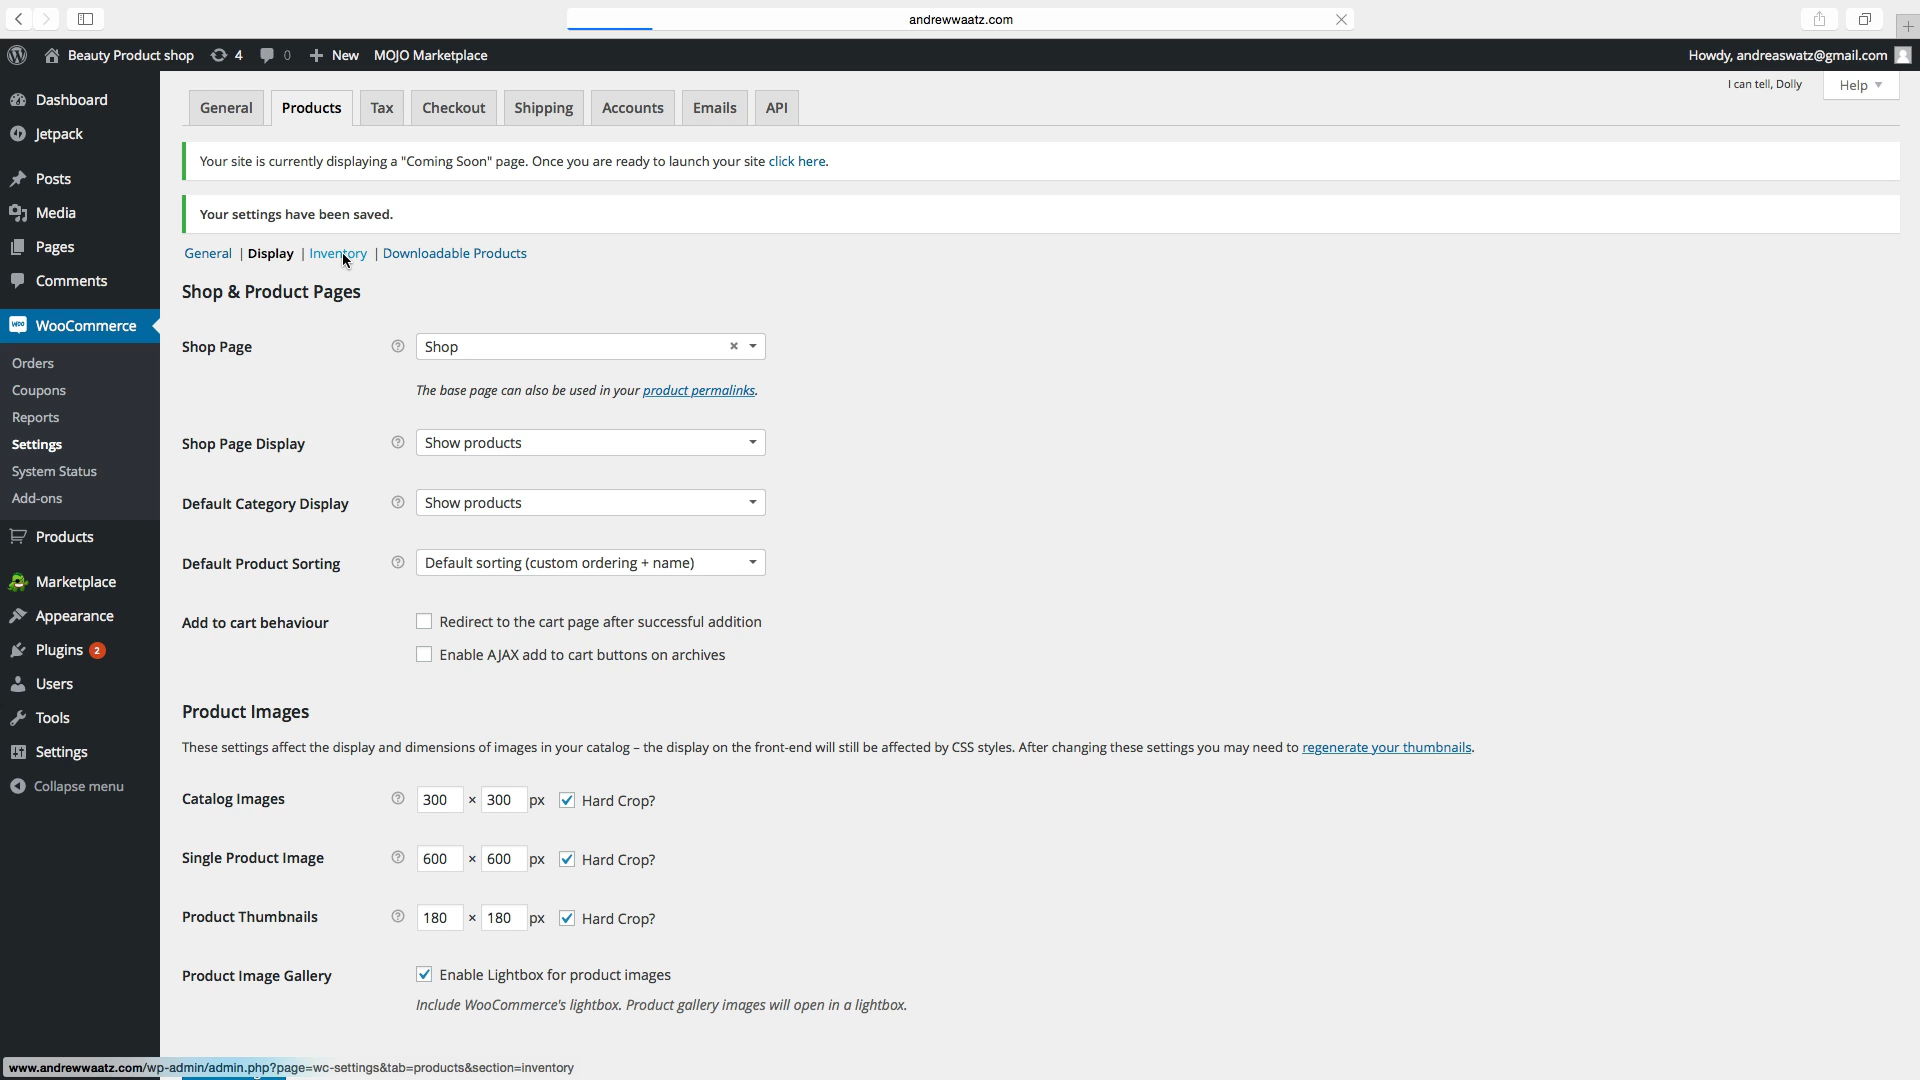 andrewwaatz.com
Beauty Product shop 4 0 New MOJO Marketplace Howdy, andreaswatz@gmail.com
I can tell, Dolly Help
Dashboard
Jetpack
Posts
Media
Pages
Comments
WooCommerce
Orders
Coupons
Reports
Settings
System Status
Add-ons
Products
Marketplace
Appearance
Plugins 2
Users
Tools
Settings
Collapse menu
General Products Tax Checkout Shipping Accounts Emails API
Your site is currently displaying a "Coming Soon" page. Once you are ready to launch your site click here.
Your settings have been saved.
General | Display | Inventory | Downloadable Products
Shop & Product Pages
Shop Page Shop
The base page can also be used in your product permalinks.
Shop Page Display Show products
Default Category Display Show products
Default Product Sorting Default sorting (custom ordering + name)
Add to cart behaviour Redirect to the cart page after successful addition
Enable AJAX add to cart buttons on archives
Product Images
These settings affect the display and dimensions of images in your catalog – the display on the front-end will still be affected by CSS styles. After changing these settings you may need to regenerate your thumbnails.
Catalog Images 300 × 300 px Hard Crop?
Single Product Image 600 × 600 px Hard Crop?
Product Thumbnails 180 × 180 px Hard Crop?
Product Image Gallery Enable Lightbox for product images
Include WooCommerce's lightbox. Product gallery images will open in a lightbox.
www.andrewwaatz.com/wp-admin/admin.php?page=wc-settings&tab=products&section=inventory